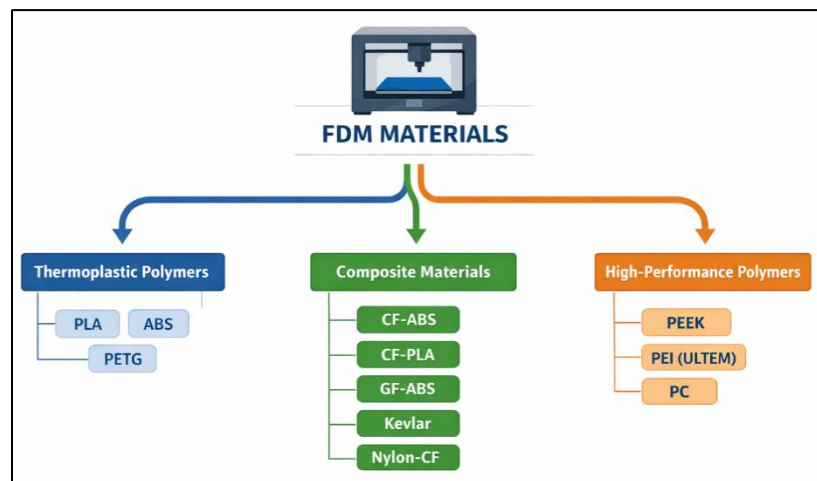 FDM MATERIALS
Thermoplastic Polymers
PLA ABS
PETG
Composite Materials
CF-ABS
CF-PLA
GF-ABS
Kevlar
Nylon-CF
High-Performance Polymers
PEEK
PEI (ULTEM)
PC